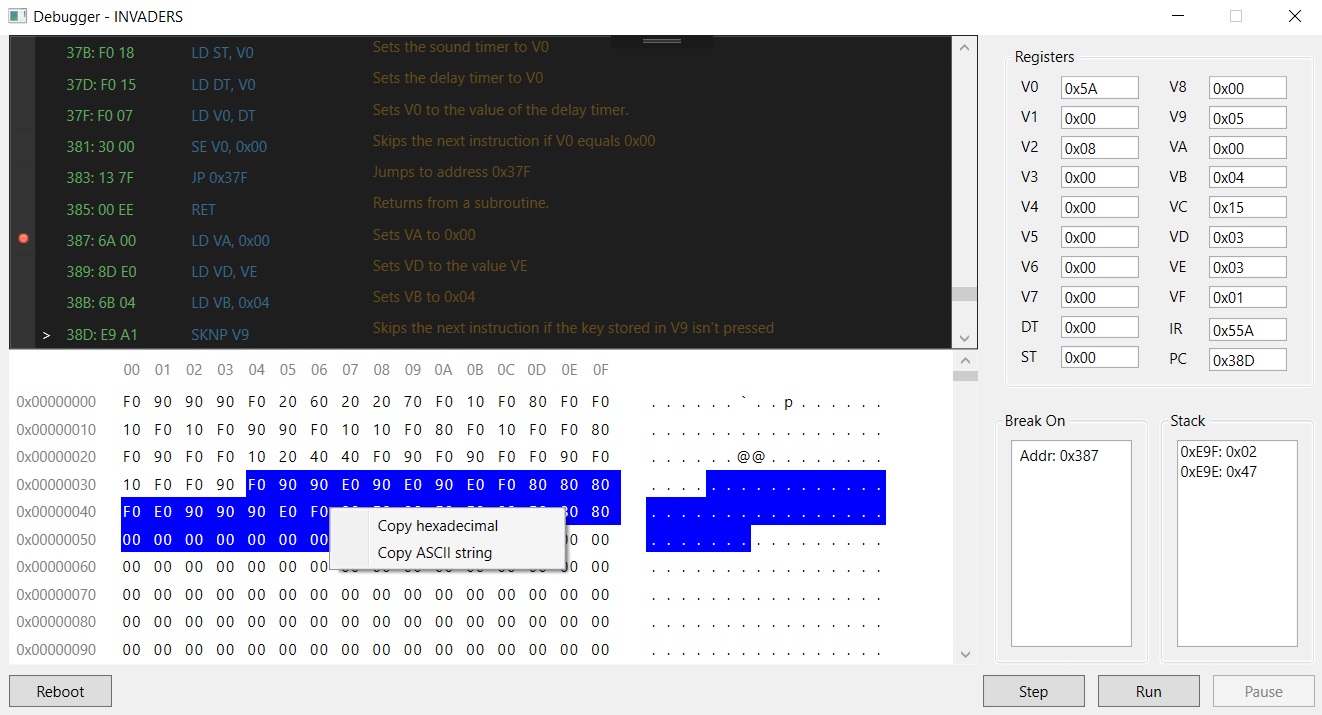 Debugger - INVADERS
37B: F0 18 LD ST, V0 Sets the sound timer to V0
37D: F0 15 LD DT, V0 Sets the delay timer to V0
37F: F0 07 LD V0, DT Sets V0 to the value of the delay timer.
381: 30 00 SE V0, 0x00 Skips the next instruction if V0 equals 0x00
383: 13 7F JP 0x37F Jumps to address 0x37F
385: 00 EE RET Returns from a subroutine.
387: 6A 00 LD VA, 0x00 Sets VA to 0x00
389: 8D E0 LD VD, VE Sets VD to the value VE
38B: 6B 04 LD VB, 0x04 Sets VB to 0x04
> 38D: E9 A1 SKNP V9 Skips the next instruction if the key stored in V9 isn't pressed
00 01 02 03 04 05 06 07 08 09 0A 0B 0C 0D 0E 0F
0x00000000 F0 90 90 90 F0 20 60 20 20 70 F0 10 F0 80 F0 F0 . . . . . . ` . . p . . . . . .
0x00000010 10 F0 10 F0 90 90 F0 10 10 F0 80 F0 10 F0 F0 80 . . . . . . . . . . . . . . . .
0x00000020 F0 90 F0 F0 10 20 40 40 F0 90 F0 90 F0 90 F0 . . . . . . @@ . . . . . . . .
0x00000030 10 F0 F0 90 F0 90 90 E0 90 E0 90 E0 F0 80 80 80 . . . . . . . . . . . . . . . .
0x00000040 F0 E0 90 90 90 E0 80 . . . . . . . . . . . . . . . .
0x00000050 00 00 00 00 00 00 00 00 . . . . . . . . . . . . . . . .
Copy hexadecimal
Copy ASCII string
0x00000060 00 00 00 00 00 00 00 00 00 00 00 00 00 00 00 00 . . . . . . . . . . . . . . . .
0x00000070 00 00 00 00 00 00 00 00 00 00 00 00 00 00 00 00 . . . . . . . . . . . . . . . .
0x00000080 00 00 00 00 00 00 00 00 00 00 00 00 00 00 00 00 . . . . . . . . . . . . . . . .
0x00000090 00 00 00 00 00 00 00 00 00 00 00 00 00 00 00 00 . . . . . . . . . . . . . . . .
Reboot
Registers
V0 0x5A V8 0x00
V1 0x00 V9 0x05
V2 0x08 VA 0x00
V3 0x00 VB 0x04
V4 0x00 VC 0x15
V5 0x00 VD 0x03
V6 0x00 VE 0x03
V7 0x00 VF 0x01
DT 0x00 IR 0x55A
ST 0x00 PC 0x38D
Break On
Addr: 0x387
Stack
0xE9F: 0x02
0xE9E: 0x47
Step Run Pause